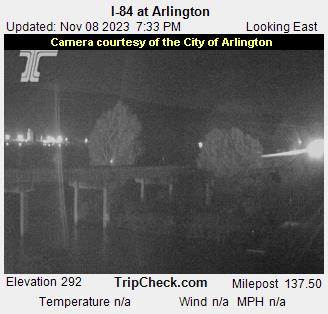 I-84 at Arlington
Updated: Nov 08 2023 7:33 PM Looking East
Camera courtesy of the City of Arlington
Elevation 292 TripCheck.com Milepost 137.50
Temperature n/a Wind n/a MPH n/a